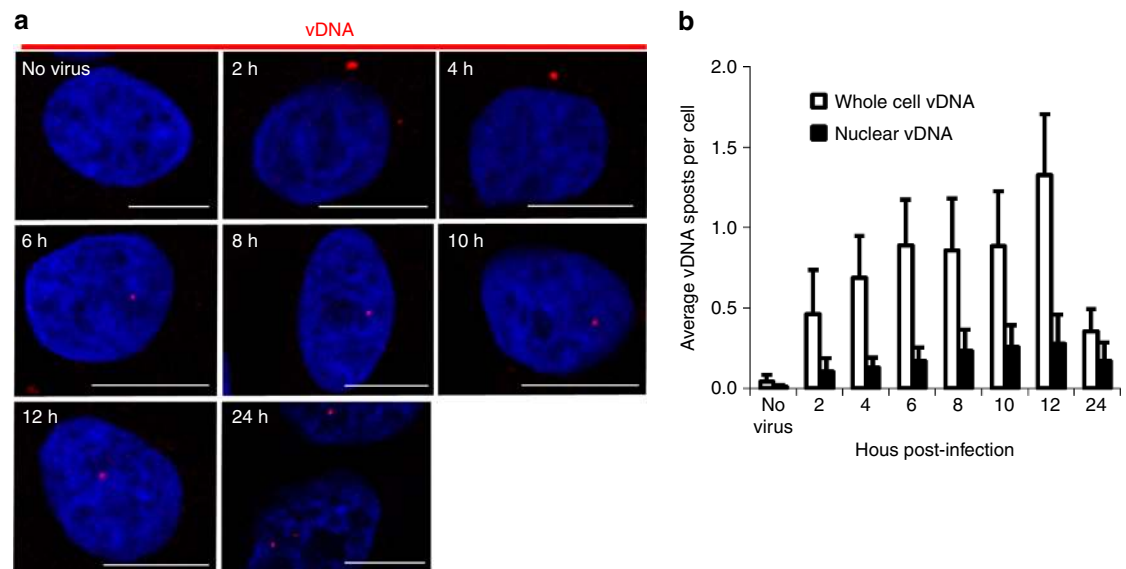 a
vDNA
No virus
2 h
4 h
6 h
8 h
10 h
12 h
24 h
b
Average vDNA sposts per cell
2.0
1.5
1.0
0.5
0.0
Whole cell vDNA
Nuclear vDNA
No virus
2
4
6
8
10
12
24
Hous post-infection